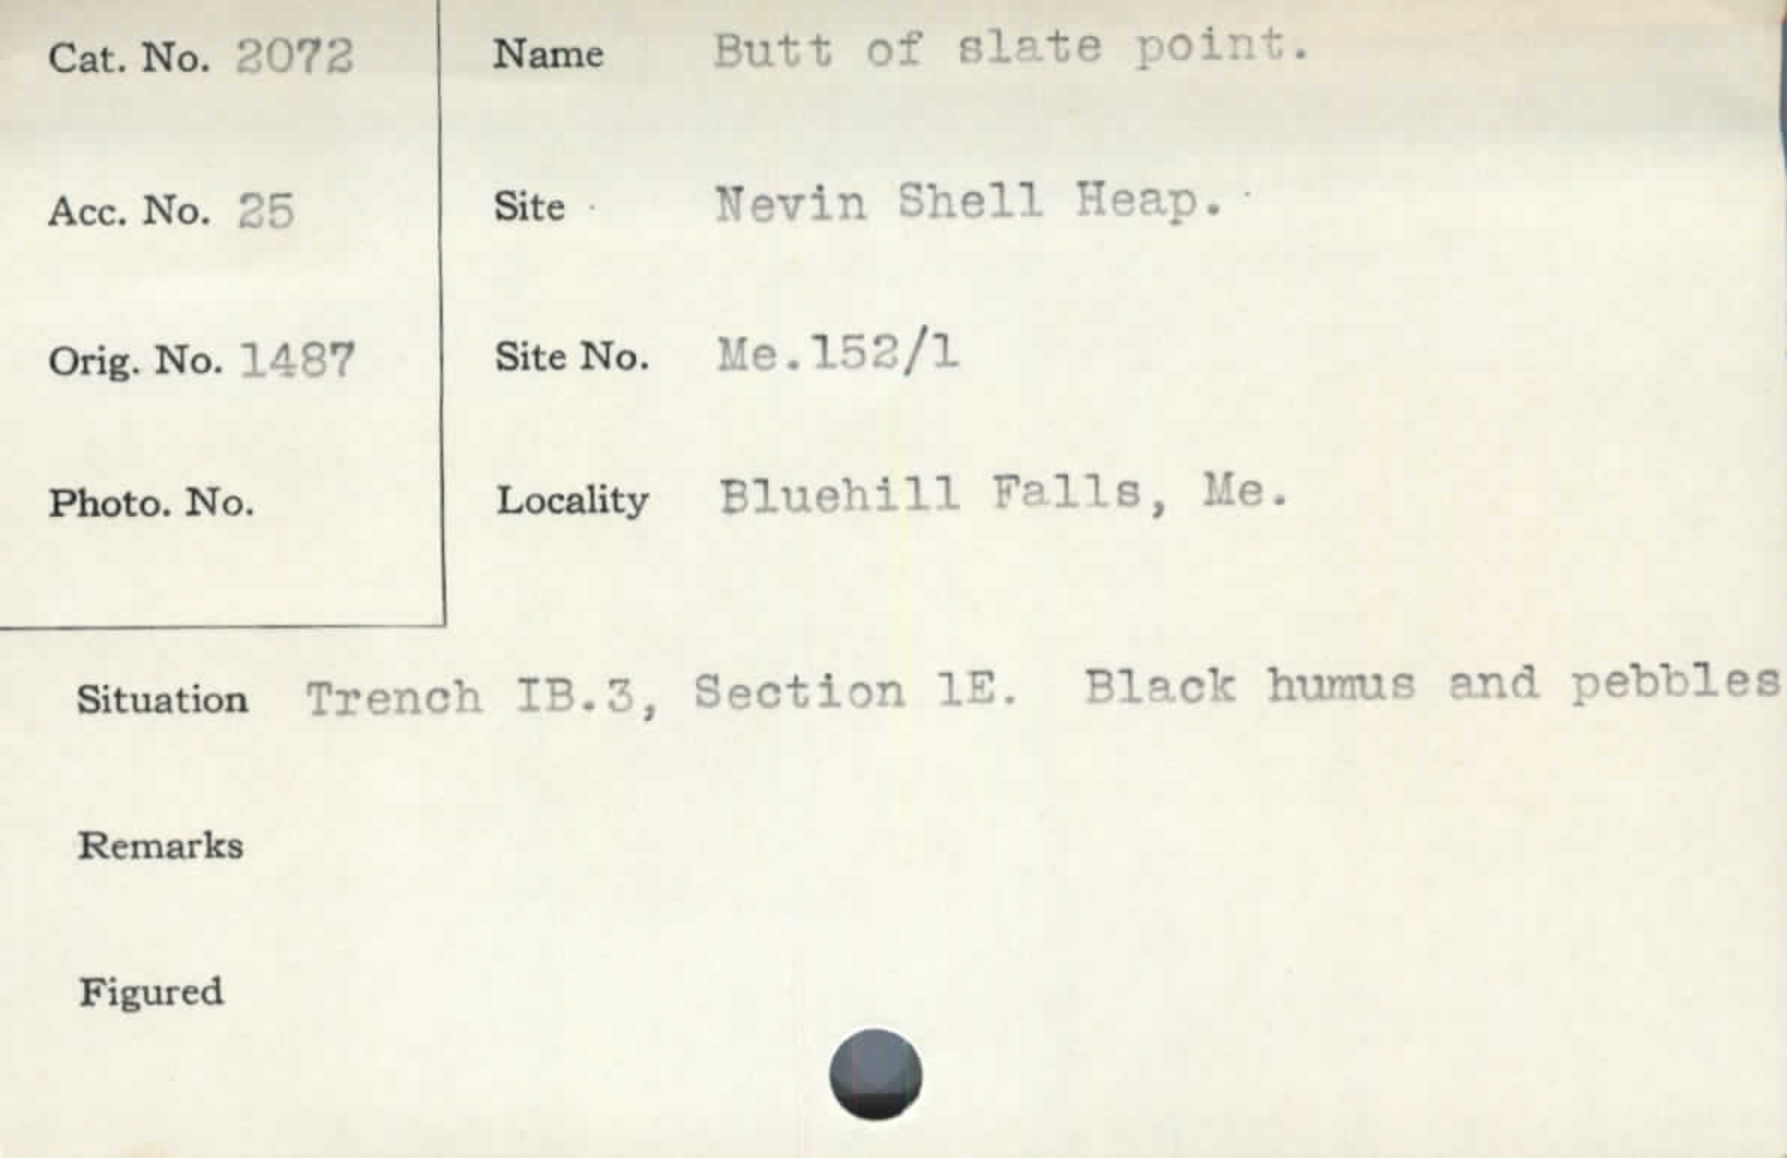 Cat. No. 2072
Name Butt of slate point.
Acc. No. 25
Site Nevin Shell Heap.
Orig. No. 1487
Site No. Me.152/1
Photo. No.
Locality Bluehill Falls, Me.
Situation Trench IB.3, Section 1E. Black humus and pebbles
Remarks
Figured